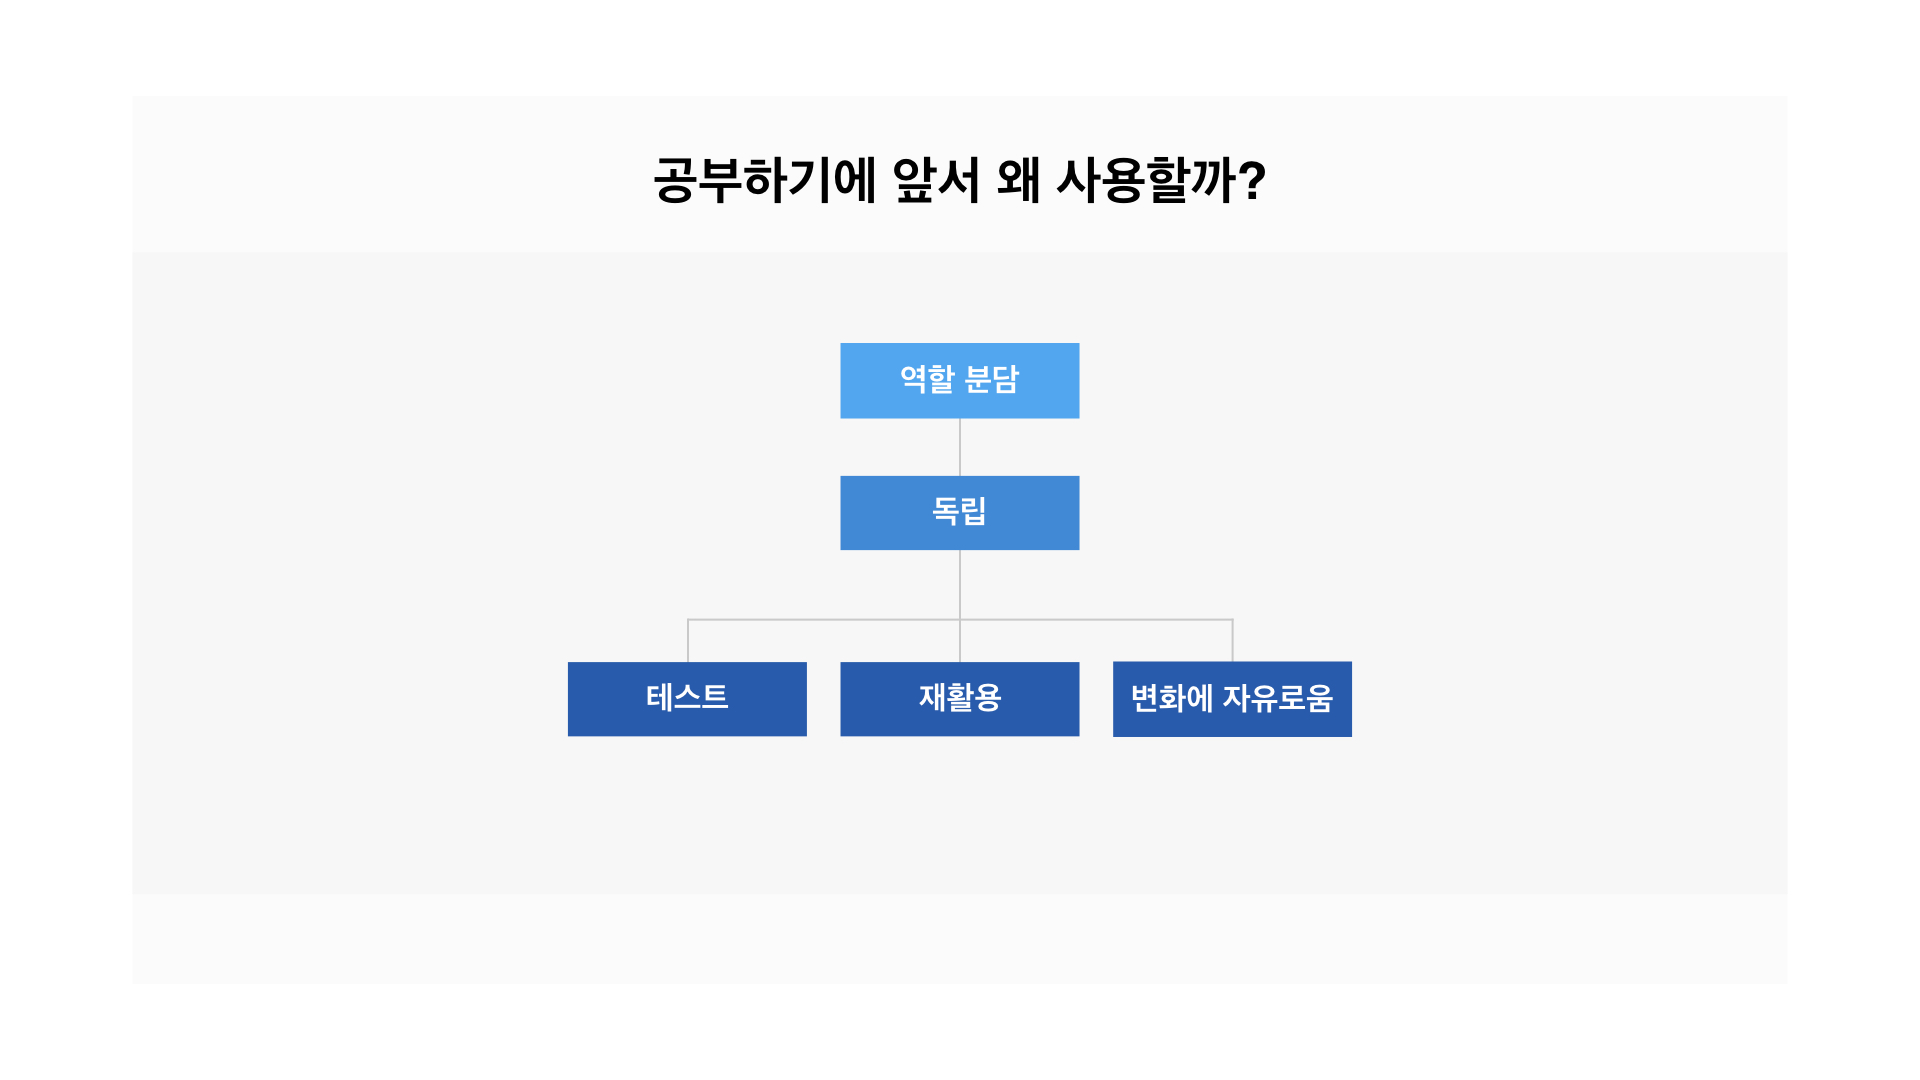 공부하기에 앞서 왜 사용할까?
역할 분담
독립
테스트
재활용
변화에 자유로움